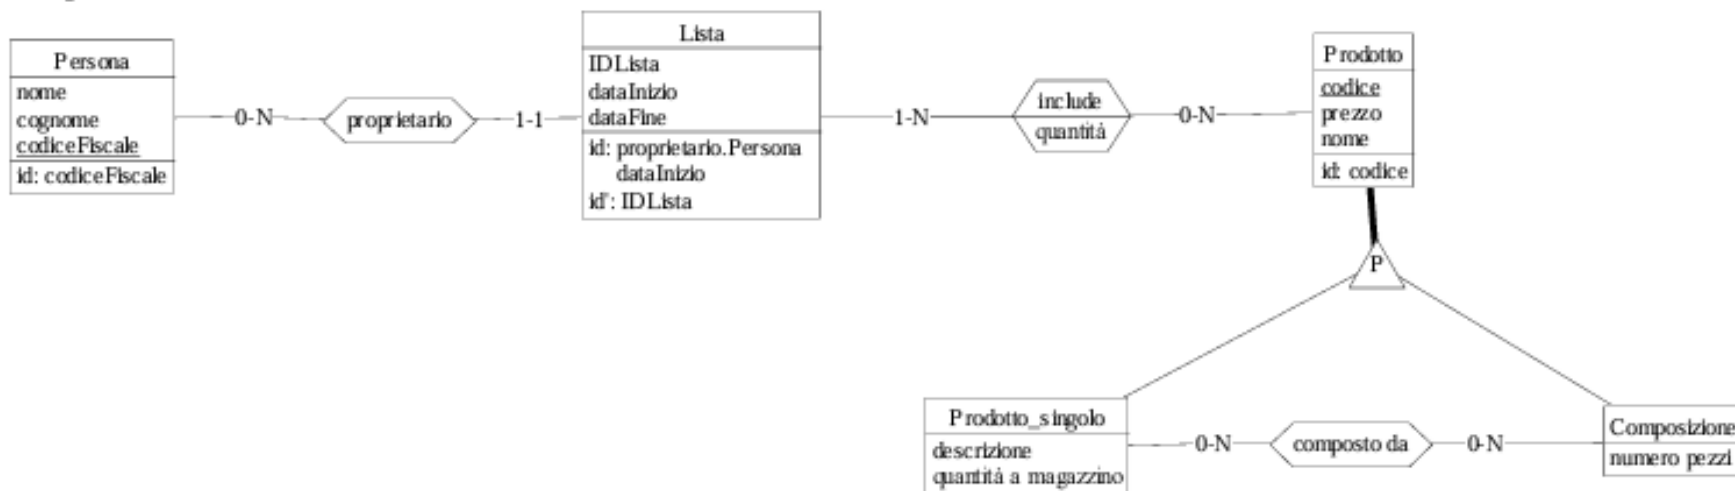 Persona
nome
cognome
codiceFiscale
id: codiceFiscale
0-N
proprietario
1-1
Lista
IDLista
dataInizio
dataFine
id: proprietario.Persona
dataInizio
id': IDLista
1-N
include
quantità
0-N
Prodotto
codice
prezzo
nome
id: codice
P
Prodotto_singolo
descrizione
quantità a magazzino
0-N
composto da
0-N
Composizione
numero pezzi